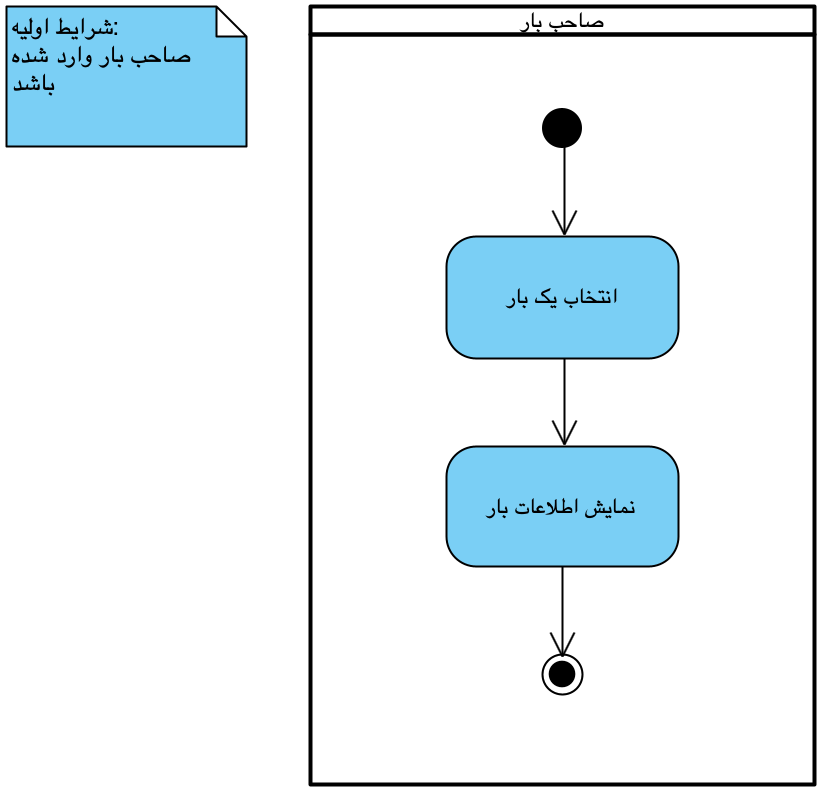 شرایط اولیه:
صاحب بار وارد شده
باشد
صاحب بار
انتخاب یک بار
نمایش اطلاعات بار